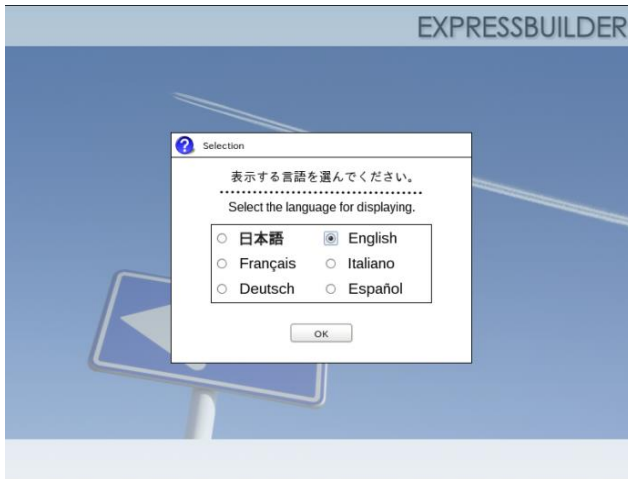 EXPRESSBUILDER
Selection
表示する言語を選んでください。
Select the language for displaying.
日本語 English
Français Italiano
Deutsch Español
OK